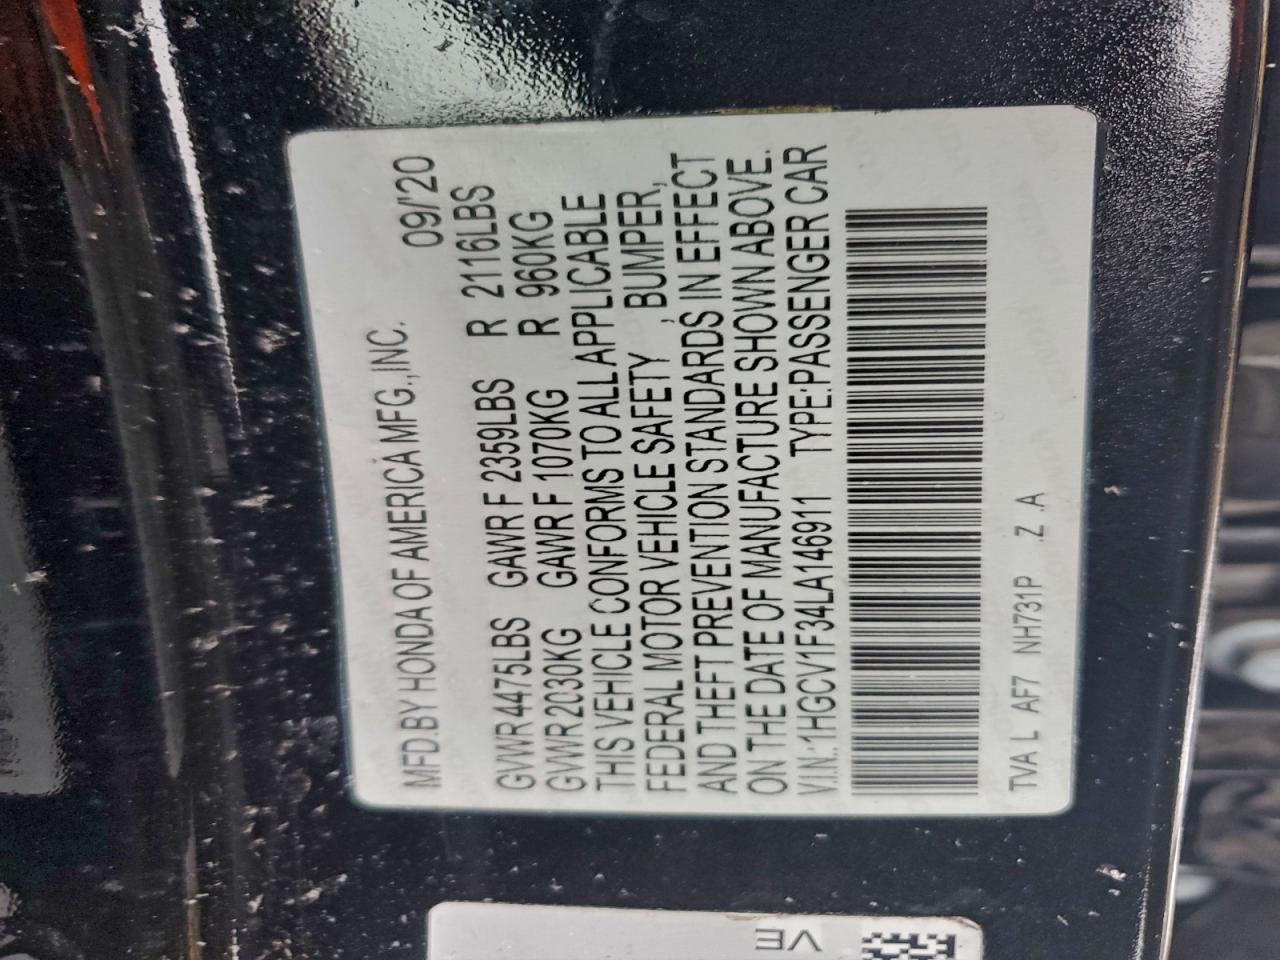 MFD.BY HONDA OF AMERICA MFG.,INC. 09/'20
GVWR 4475LBS GAWR F 2359LBS R 2116LBS
GVWR 2030KG GAWR F 1070KG R 960KG
THIS VEHICLE CONFORMS TO ALL APPLICABLE
FEDERAL MOTOR VEHICLE SAFETY , BUMPER,
AND THEFT PREVENTION STANDARDS IN EFFECT
ON THE DATE OF MANUFACTURE SHOWN ABOVE.
V.I.N.:1HGCV1F34LA146911 TYPE:PASSENGER CAR
TVA L AF7 NH731P .Z .A
VE